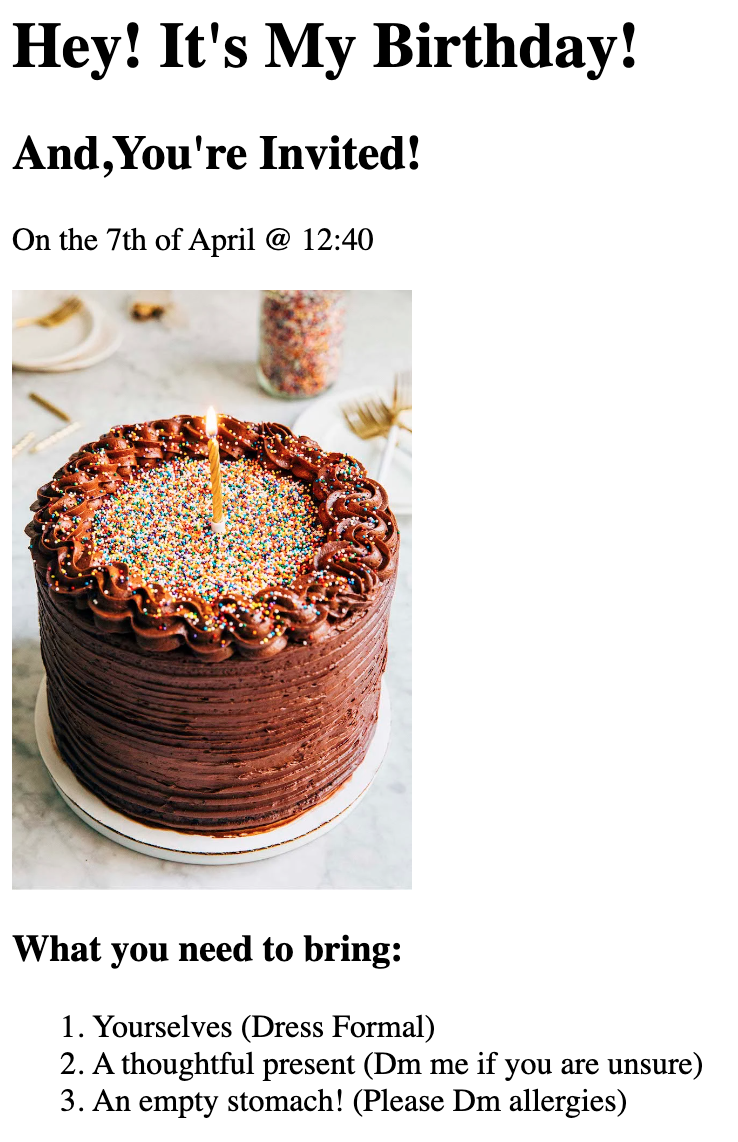 Hey! It's My Birthday!
And,You're Invited!
On the 7th of April @ 12:40
What you need to bring:
1. Yourselves (Dress Formal)
2. A thoughtful present (Dm me if you are unsure)
3. An empty stomach! (Please Dm allergies)